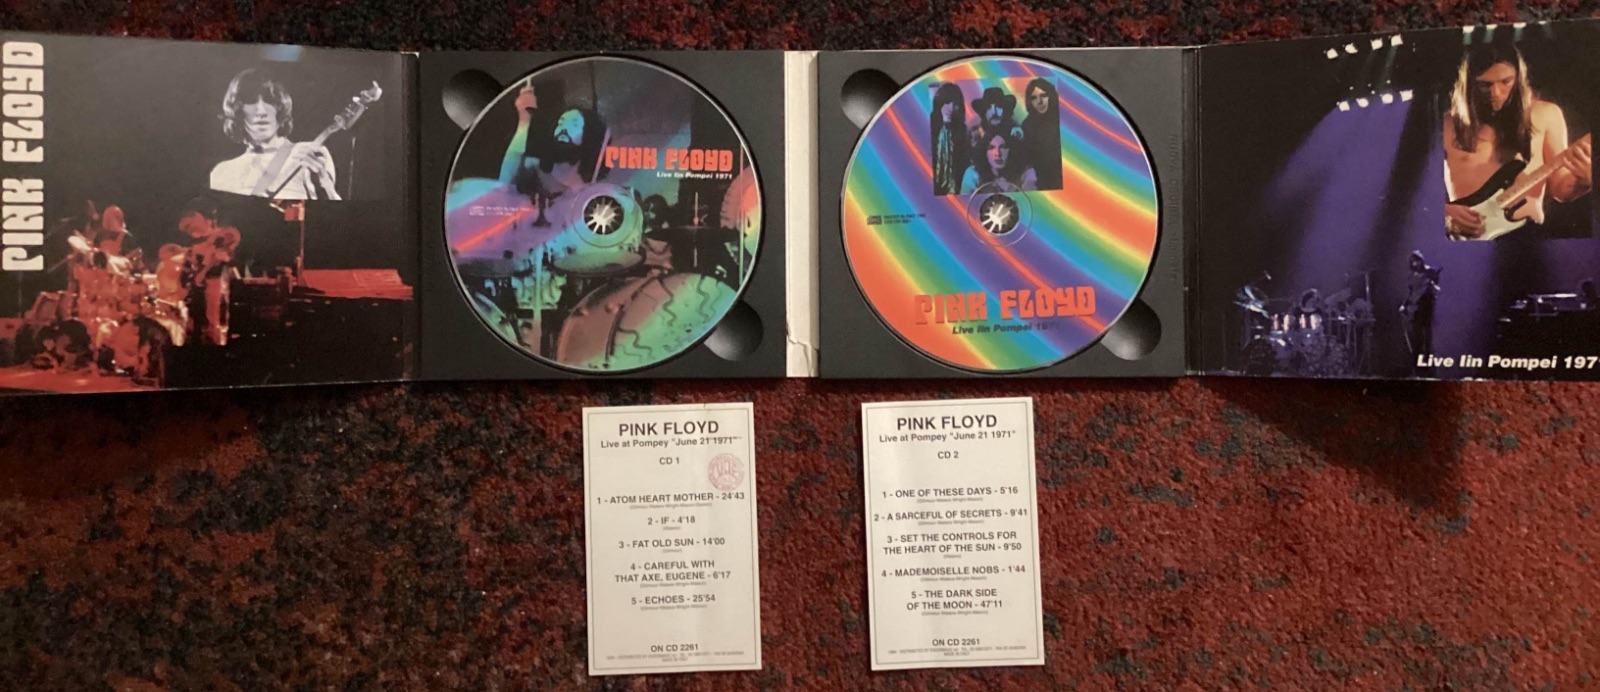 PINK FLOYD
PINK FLOYD
Live Iin Pompei 1971
PINK FLOYD
Live Iin Pompei 1971
Live Iin Pompei 197
PINK FLOYD
Live at Pompey "June 21 1971"
CD 1
1 - ATOM HEART MOTHER - 24'43
2 - IF - 4'18
3 - FAT OLD SUN - 14'00
4 - CAREFUL WITH
THAT AXE, EUGENE - 6'17
5 - ECHOES - 25'54
ON CD 2261
PINK FLOYD
Live at Pompey "June 21 1971"
CD 2
1 - ONE OF THESE DAYS - 5'16
2 - A SARCEFUL OF SECRETS - 9'41
3 - SET THE CONTROLS FOR
THE HEART OF THE SUN - 9'50
4 - MADEMOISELLE NOBS - 1'44
5 - THE DARK SIDE
OF THE MOON - 47'11
ON CD 2261
MADE IN ITALY